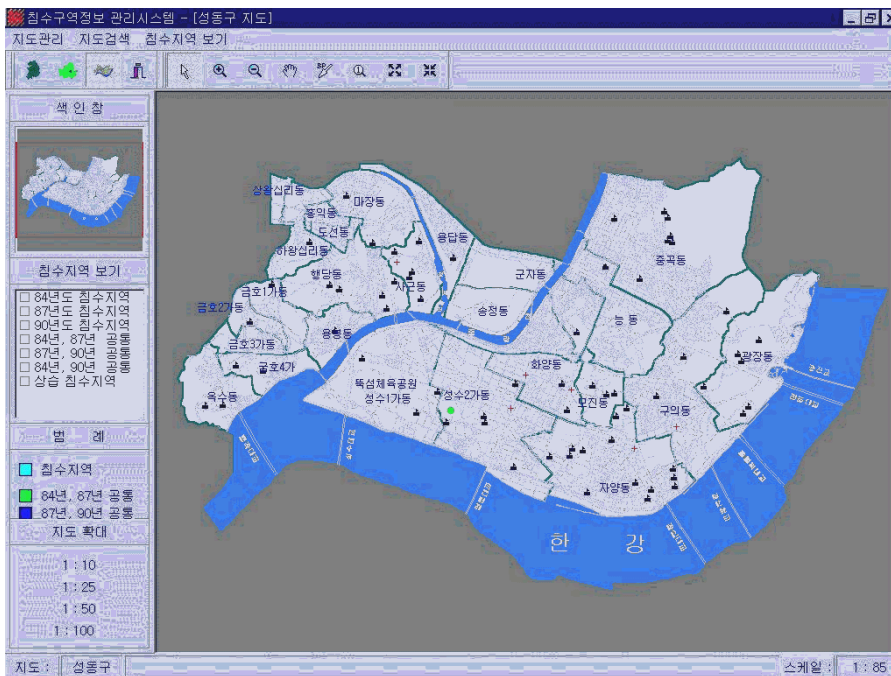 침수구역정보 관리시스템 - [성동구 지도]
지도관리 지도검색 침수지역 보기
색 인 창
침수지역 보기
84년도 침수지역
87년도 침수지역
90년도 침수지역
84년, 87년 공통
87년, 90년 공통
84년, 90년 공통
상습 침수지역
범 례
침수지역
84년, 87년 공통
87년, 90년 공통
지도 확대
1 : 10
1 : 25
1 : 50
1 : 100
상왕십리동
마장동
홍익동
도선동
하왕십리동
용답동
군자동
중곡동
행당동
사근동
금호1가동
금호2가동
송정동
능 동
금호3가동
응봉동
광장동
금호4가
화양동
뚝섬체육공원
성수1가동
성수2가동
모진동
구의동
옥수동
자양동
한 강
지도 : 성동구
스케일 : 1 : 85